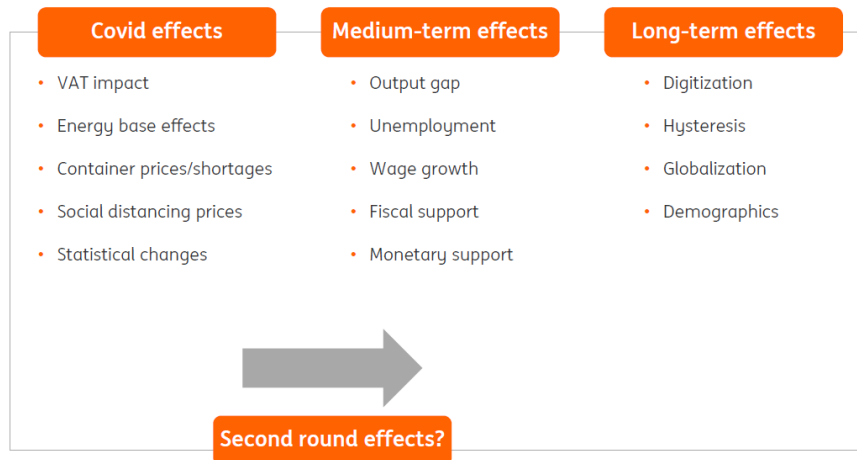 Covid effects
VAT impact
Energy base effects
Container prices/shortages
Social distancing prices
Statistical changes
Medium-term effects
Output gap
Unemployment
Wage growth
Fiscal support
Monetary support
Long-term effects
Digitization
Hysteresis
Globalization
Demographics
Second round effects?